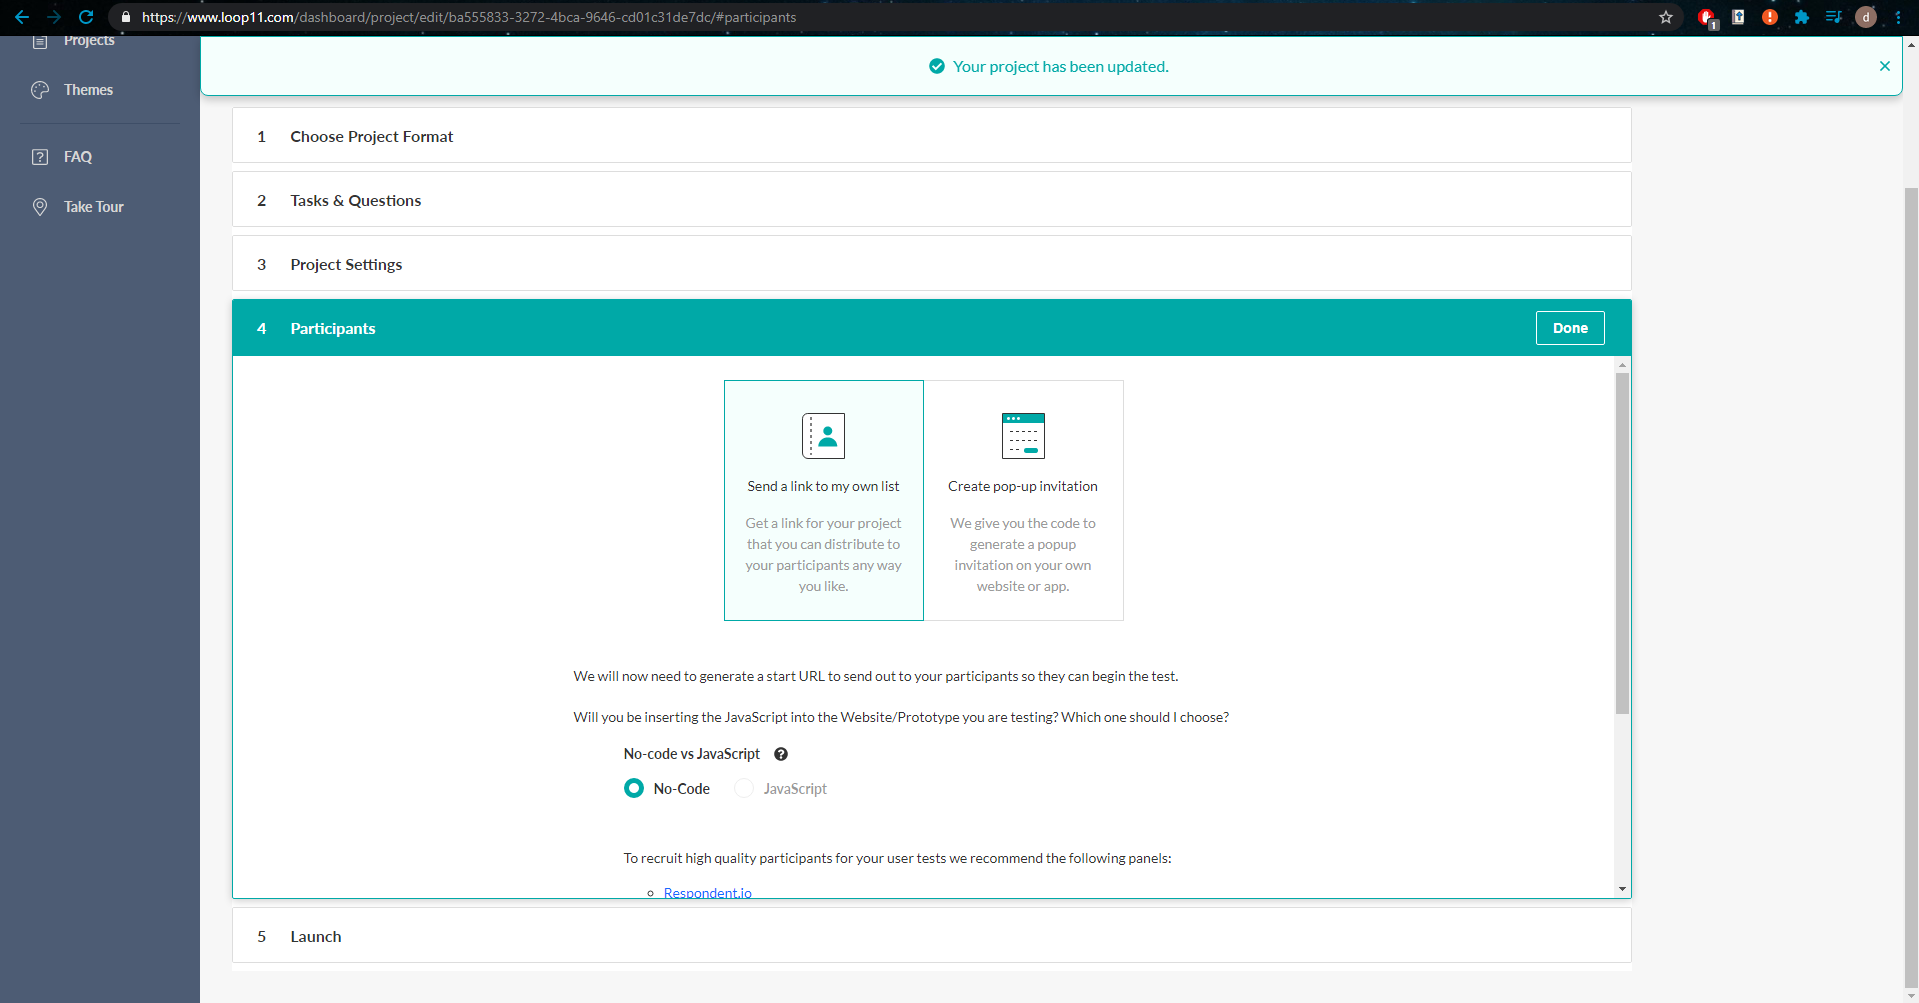 https://www.loop11.com/dashboard/project/edit/ba555833-3272-4bca-9646-cd01c31de7dc/#participants
1
d
Projects
Themes
FAQ
Take Tour
Your project has been updated.
1 Choose Project Format
2 Tasks & Questions
3 Project Settings
4 Participants
Done
Send a link to my own list
Get a link for your project
that you can distribute to
your participants any way
you like.
Create pop-up invitation
We give you the code to
generate a popup
invitation on your own
website or app.
We will now need to generate a start URL to send out to your participants so they can begin the test.
Will you be inserting the JavaScript into the Website/Prototype you are testing? Which one should I choose?
No-code vs JavaScript ?
No-Code JavaScript
To recruit high quality participants for your user tests we recommend the following panels:
Respondent.io
5 Launch